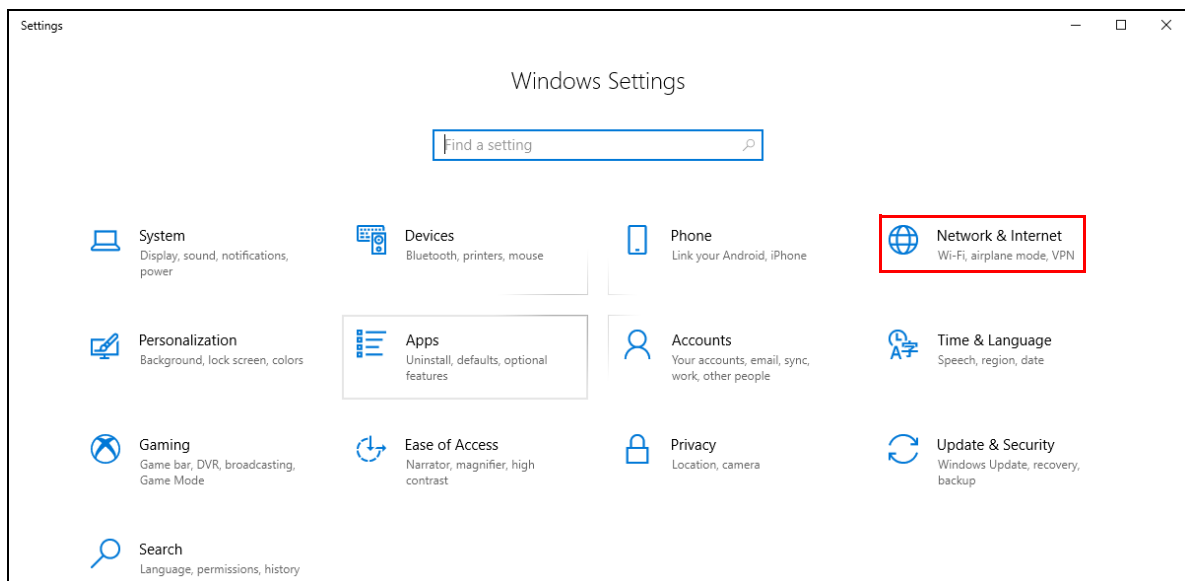 Settings
Windows Settings
Find a setting
System
Display, sound, notifications,
power
Devices
Bluetooth, printers, mouse
Phone
Link your Android, iPhone
Network & Internet
Wi-Fi, airplane mode, VPN
Personalization
Background, lock screen, colors
Apps
Uninstall, defaults, optional
features
Accounts
Your accounts, email, sync,
work, other people
Time & Language
Speech, region, date
Gaming
Game bar, DVR, broadcasting,
Game Mode
Ease of Access
Narrator, magnifier, high
contrast
Privacy
Location, camera
Update & Security
Windows Update, recovery,
backup
Search
Language, permissions, history